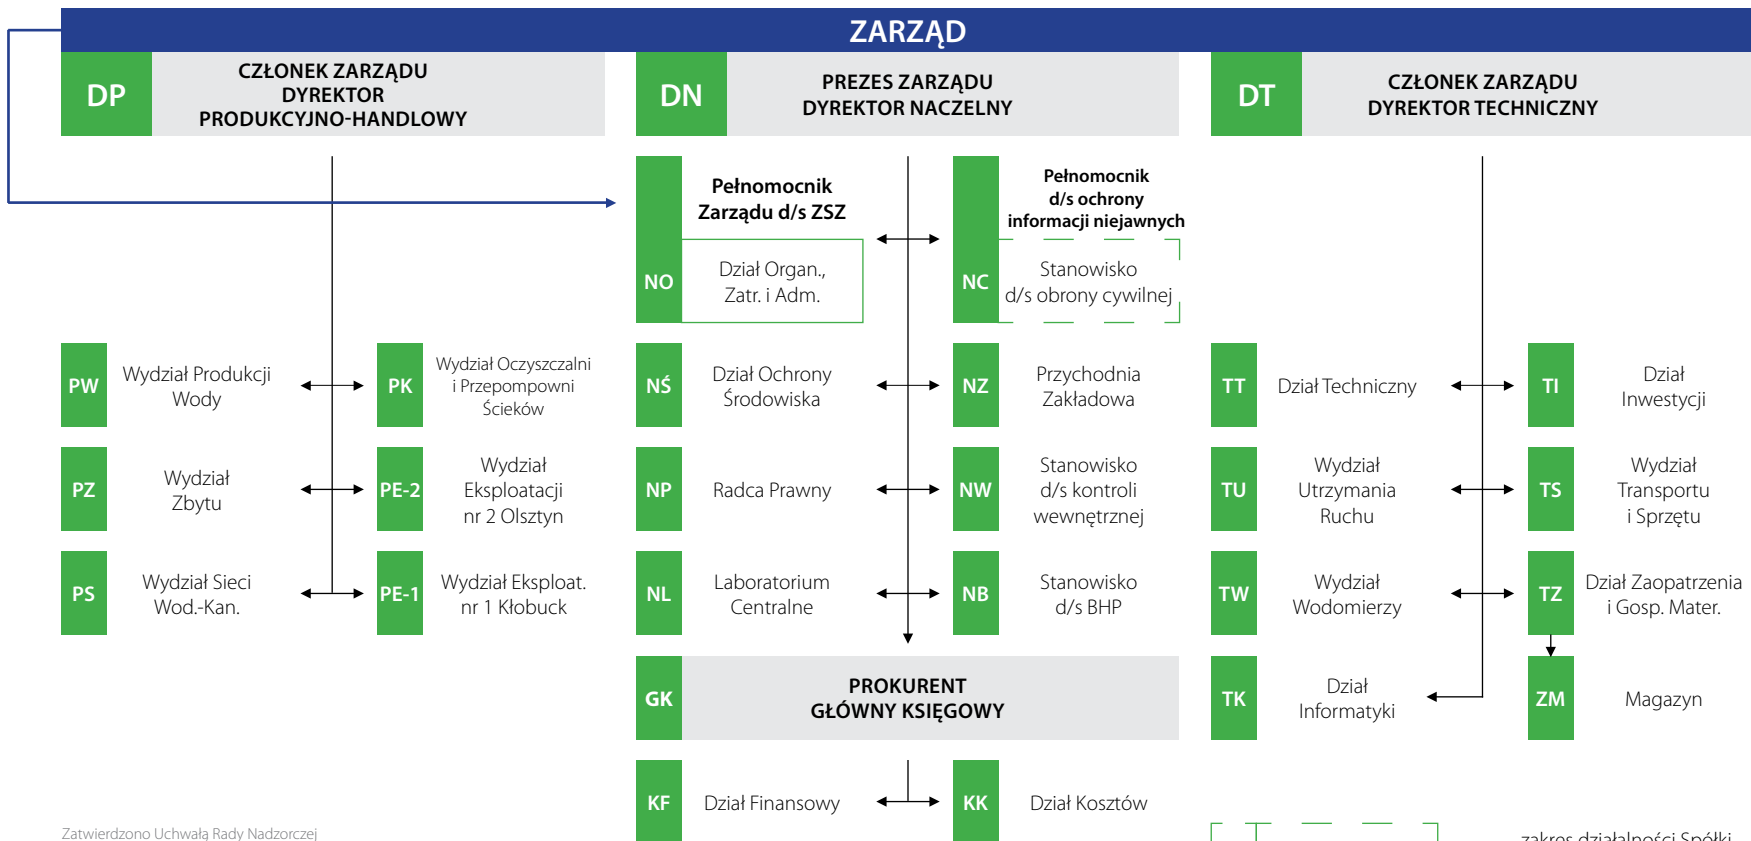 ZARZĄD
DP
CZŁONEK ZARZĄDU
DYREKTOR
PRODUKCYJNO-HANDLOWY
DN
PREZES ZARZĄDU
DYREKTOR NACZELNY
DT
CZŁONEK ZARZĄDU
DYREKTOR TECHNICZNY
Pełnomocnik
Zarządu d/s ZSZ
NO
Dział Organ.,
Zatr. i Adm.
Pełnomocnik
d/s ochrony
informacji niejawnych
NC
Stanowisko
d/s obrony cywilnej
PW
Wydział Produkcji
Wody
PK
Wydział Oczyszczalni
i Przepompowni
Ścieków
NŚ
Dział Ochrony
Środowiska
NZ
Przychodnia
Zakładowa
TT
Dział Techniczny
TI
Dział
Inwestycji
PZ
Wydział
Zbytu
PE-2
Wydział
Eksploatacji
nr 2 Olsztyn
NP
Radca Prawny
NW
Stanowisko
d/s kontroli
wewnętrznej
TU
Wydział
Utrzymania
Ruchu
TS
Wydział
Transportu
i Sprzętu
PS
Wydział Sieci
Wod.-Kan.
PE-1
Wydział Eksploat.
nr 1 Kłobuck
NL
Laboratorium
Centralne
NB
Stanowisko
d/s BHP
TW
Wydział
Wodomierzy
TZ
Dział Zaopatrzenia
i Gosp. Mater.
GK
PROKURENT
GŁÓWNY KSIĘGOWY
TK
Dział
Informatyki
ZM
Magazyn
KF
Dział Finansowy
KK
Dział Kosztów
Zatwierdzono Uchwałą Rady Nadzorczej
zakres działalności Spółki